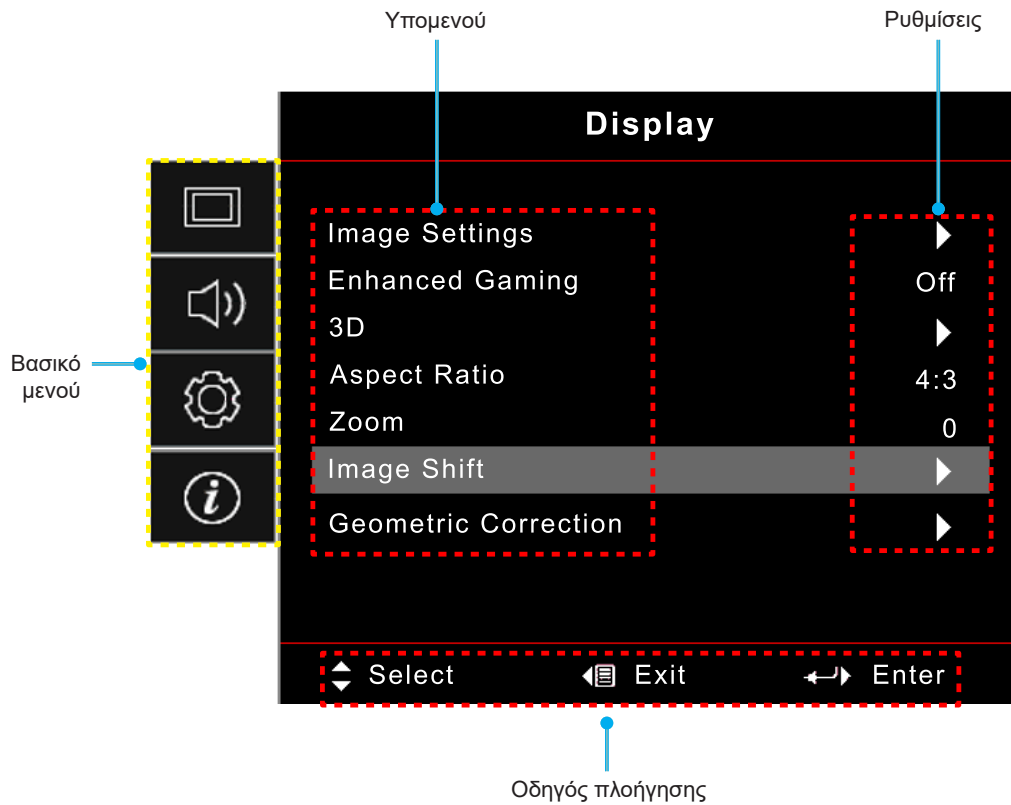 Υπομενού
Ρυθμίσεις
Display
Image Settings
Enhanced Gaming Off
3D
Βασικό
μενού
Aspect Ratio 4:3
Zoom 0
Image Shift
Geometric Correction
Select Exit Enter
Οδηγός πλοήγησης